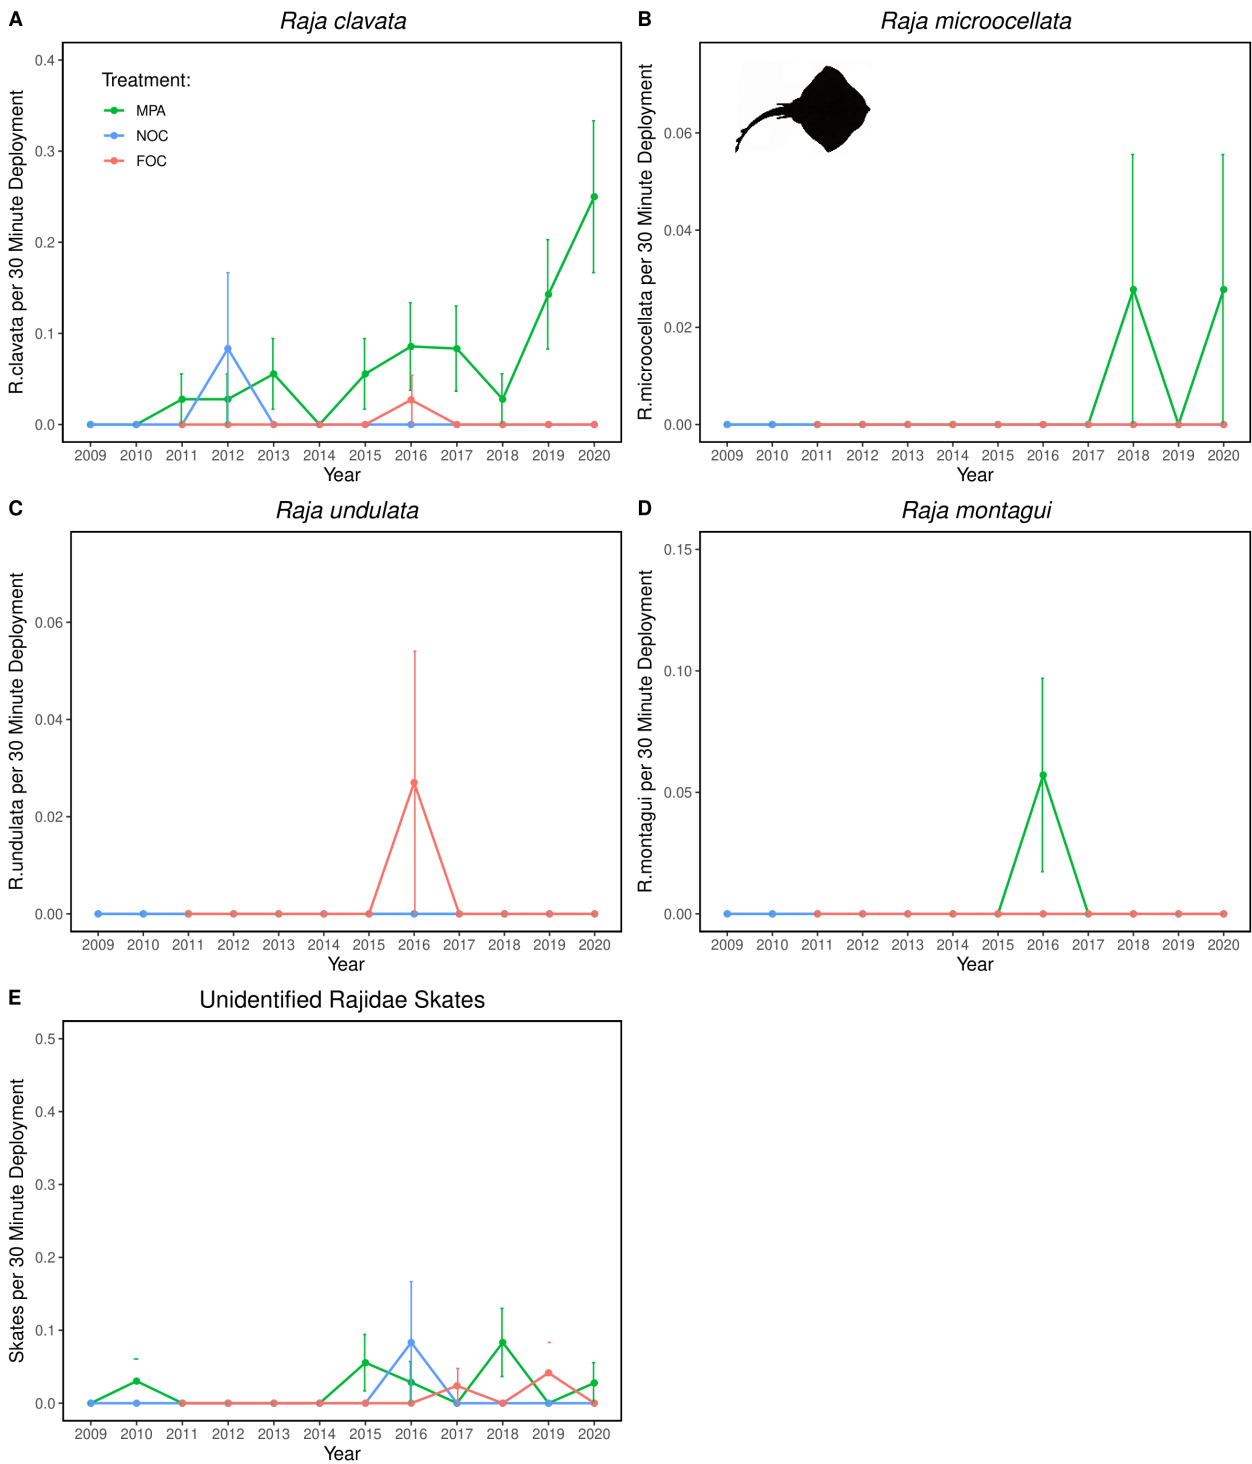 A
Raja clavata
R.clavata per 30 Minute Deployment
0.4
0.3
0.2
0.1
0.0
Treatment:
MPA
NOC
FOC
2009 2010 2011 2012 2013 2014 2015 2016 2017 2018 2019 2020
Year
B
Raja microocellata
R.microocellata per 30 Minute Deployment
0.06
0.04
0.02
0.00
2009 2010 2011 2012 2013 2014 2015 2016 2017 2018 2019 2020
Year
C
Raja undulata
R.undulata per 30 Minute Deployment
0.06
0.04
0.02
0.00
2009 2010 2011 2012 2013 2014 2015 2016 2017 2018 2019 2020
Year
D
Raja montagui
R.montagui per 30 Minute Deployment
0.15
0.10
0.05
0.00
2009 2010 2011 2012 2013 2014 2015 2016 2017 2018 2019 2020
Year
E
Unidentified Rajidae Skates
Skates per 30 Minute Deployment
0.5
0.4
0.3
0.2
0.1
0.0
2009 2010 2011 2012 2013 2014 2015 2016 2017 2018 2019 2020
Year